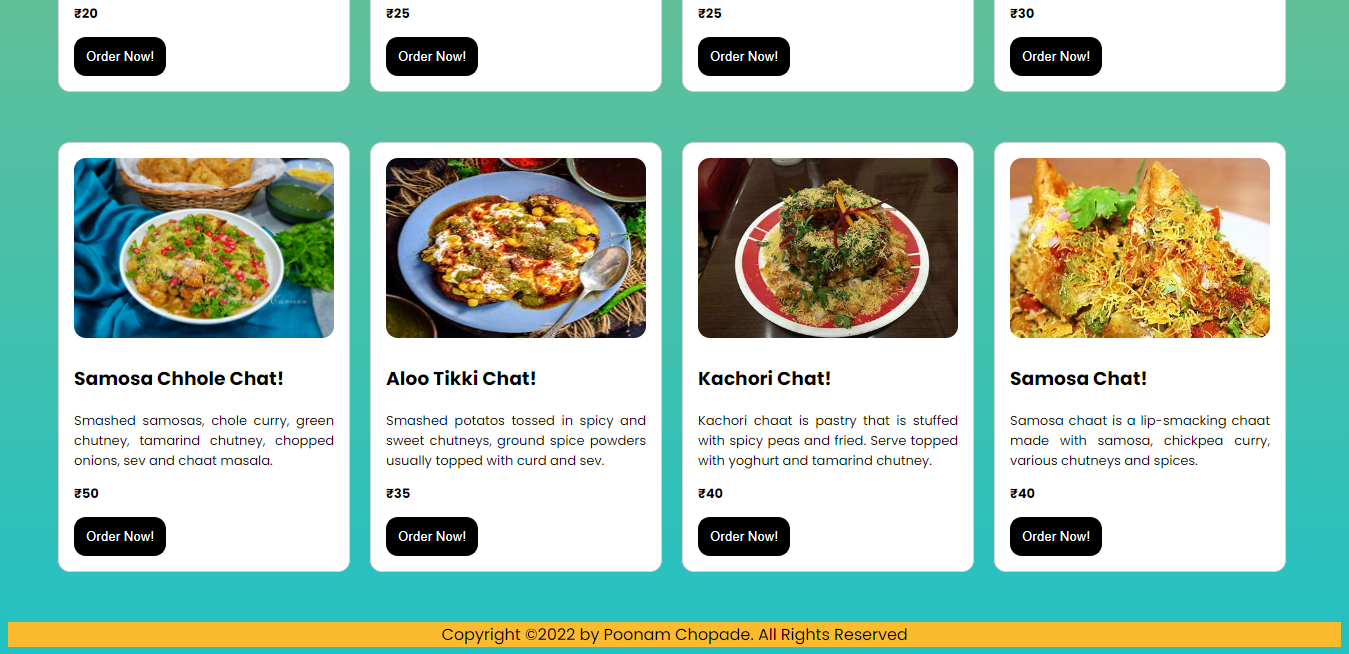 ₹20
₹25
₹25
₹30
Order Now!
Order Now!
Order Now!
Order Now!
Samosa Chhole Chat!
Smashed samosas, chole curry, green
chutney, tamarind chutney, chopped
onions, sev and chaat masala.
₹50
Order Now!
Aloo Tikki Chat!
Smashed potatos tossed in spicy and
sweet chutneys, ground spice powders
usually topped with curd and sev.
₹35
Order Now!
Kachori Chat!
Kachori chaat is pastry that is stuffed
with spicy peas and fried. Serve topped
with yoghurt and tamarind chutney.
₹40
Order Now!
Samosa Chat!
Samosa chaat is a lip-smacking chaat
made with samosa, chickpea curry,
various chutneys and spices.
₹40
Order Now!
Copyright ©2022 by Poonam Chopade. All Rights Reserved